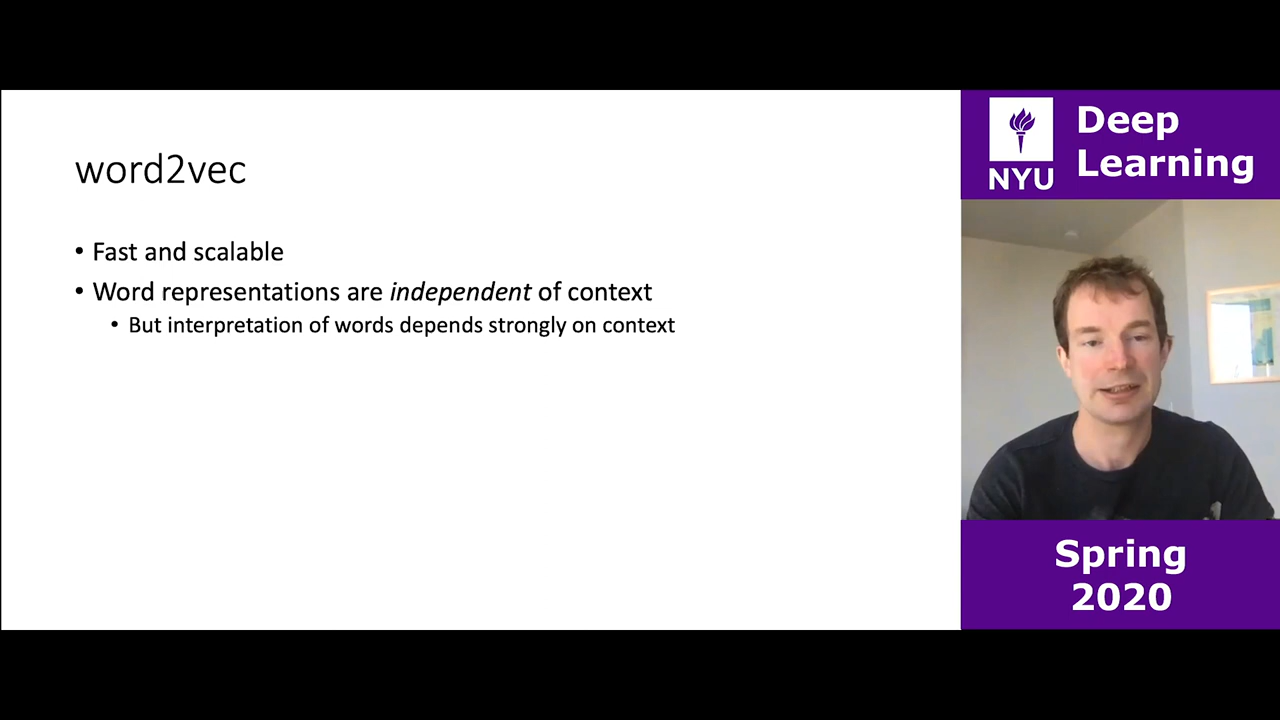 word2vec
• Fast and scalable
• Word representations are independent of context
• But interpretation of words depends strongly on context
NYU
Deep
Learning
Spring
2020